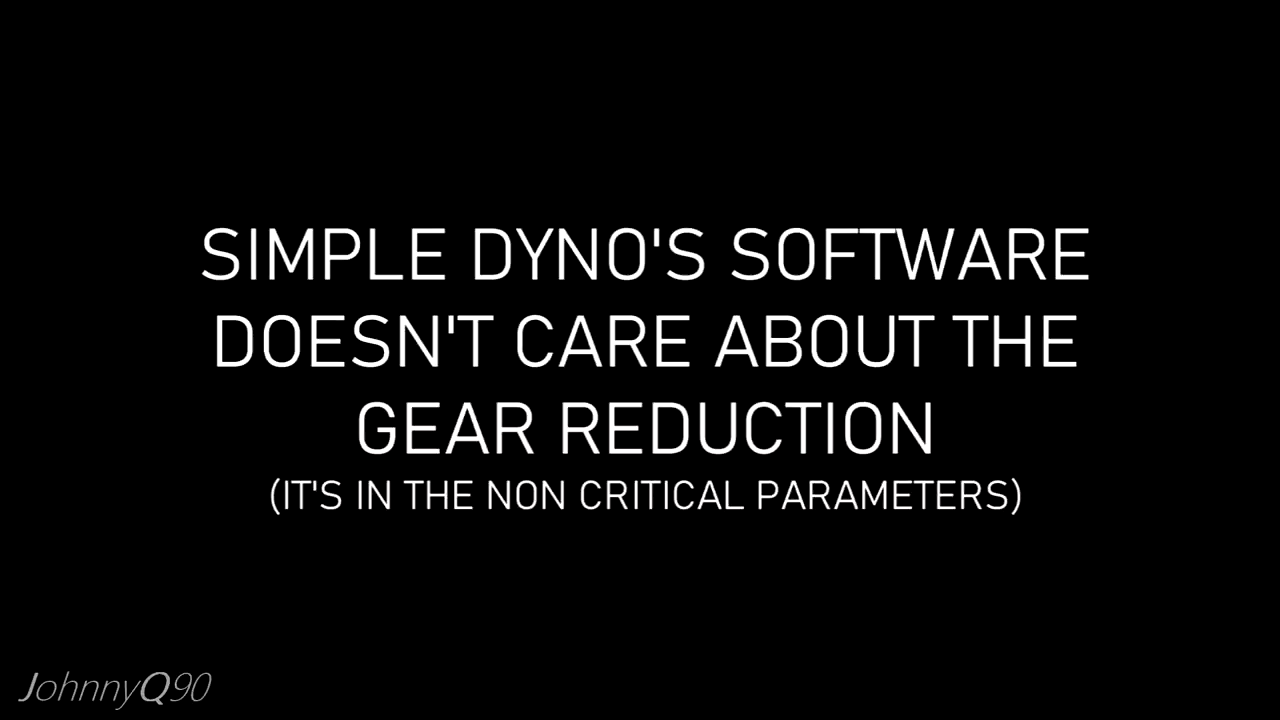 SIMPLE DYNO'S SOFTWARE
DOESN'T CARE ABOUT THE
GEAR REDUCTION
(IT'S IN THE NON CRITICAL PARAMETERS)
JohnnyQ90